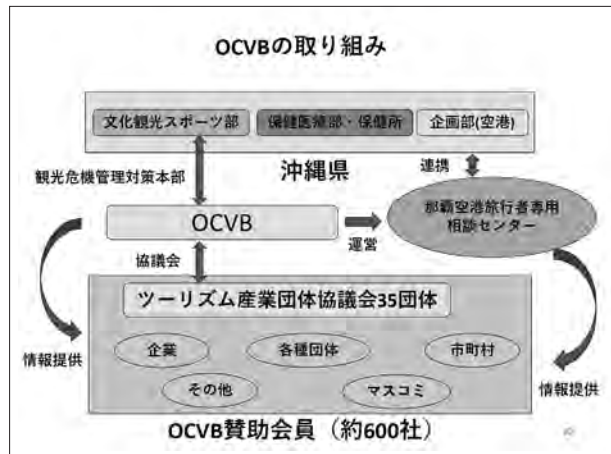 OCVBの取り組み
文化観光スポーツ部
保健医療部・保健所
企画部(空港)
沖縄県
観光危機管理対策本部
連携
OCVB
運営
那覇空港旅行者専用
相談センター
協議会
ツーリズム産業団体協議会35団体
企業
各種団体
市町村
その他
マスコミ
情報提供
情報提供
OCVB賛助会員（約600社）